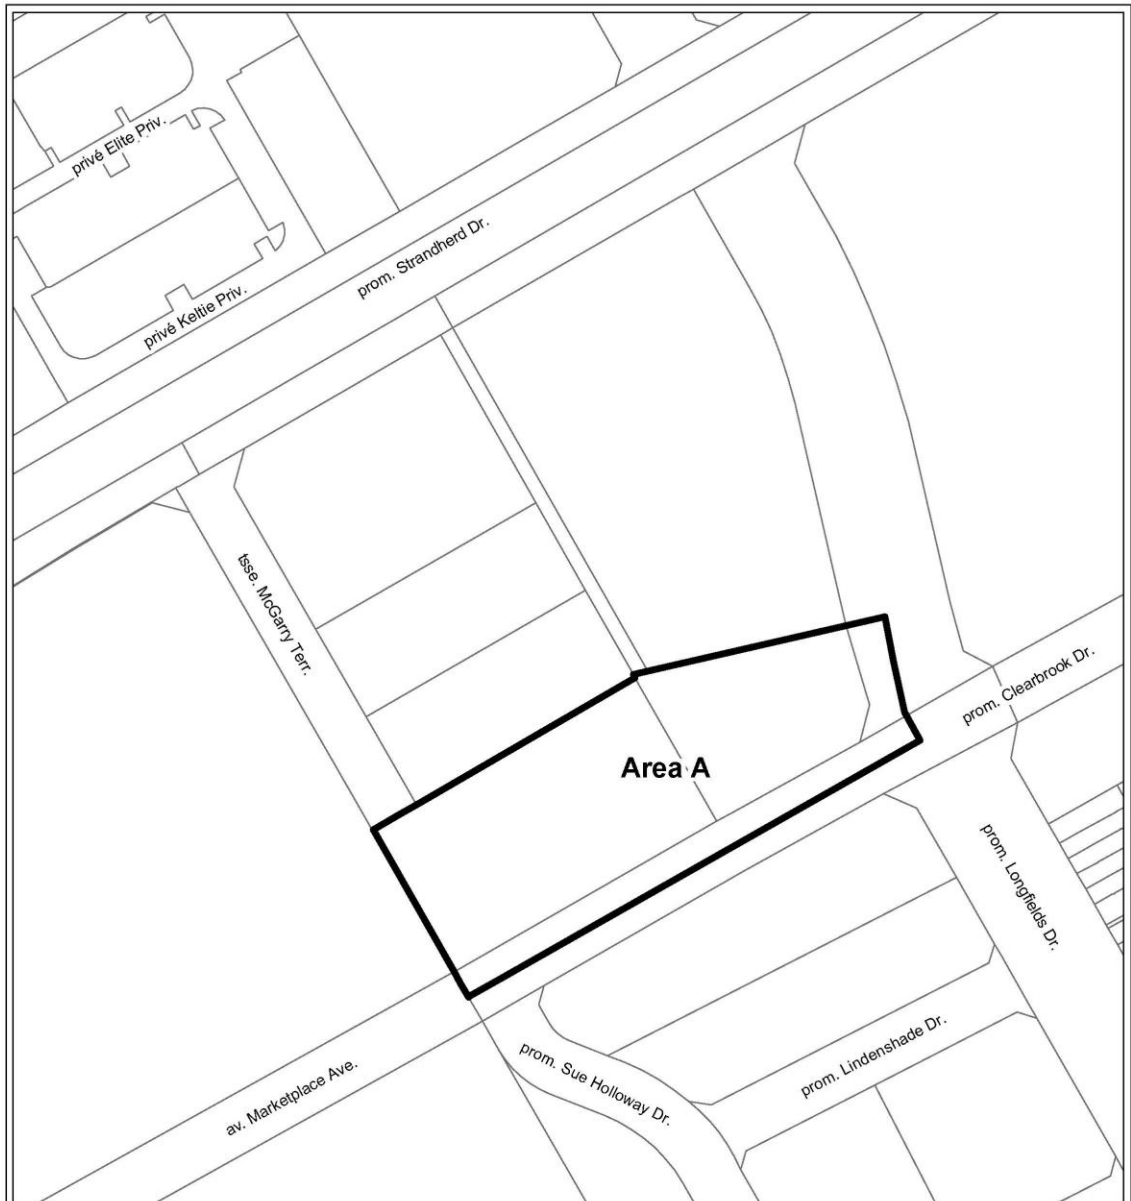 privé Elite Priv.
prom. Strandherd Dr.
privé Keltie Priv.
tsse. McGarry Terr.
prom. Clearbrook Dr.
Area A
prom. Longfields Dr.
prom. Lindenshade Dr.
prom. Sue Holloway Dr.
av. Marketplace Ave.